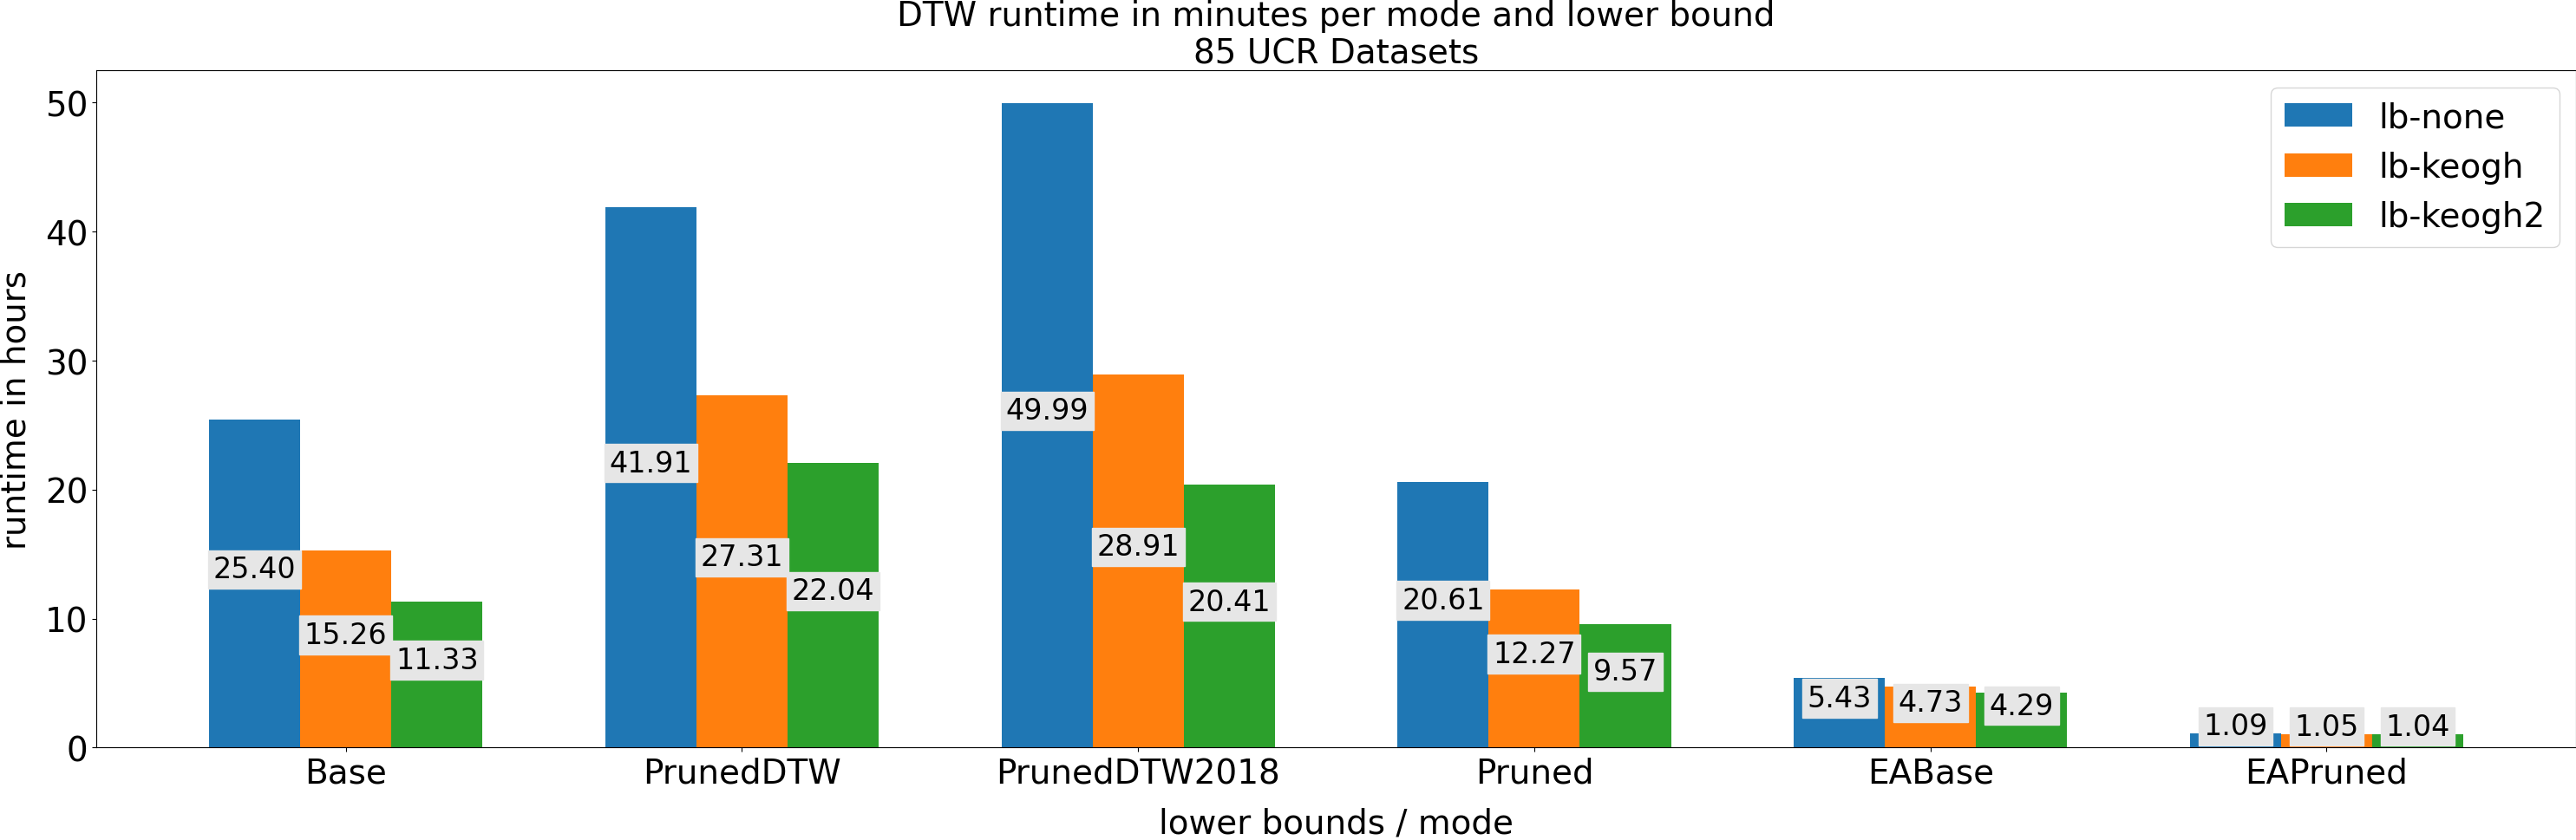 DTW runtime in minutes per mode and lower bound
85 UCR Datasets
runtime in hours
50
40
30
20
10
0
lb-none
lb-keogh
lb-keogh2
25.40
15.26
11.33
41.91
27.31
22.04
49.99
28.91
20.41
20.61
12.27
9.57
5.43
4.73
4.29
1.09
1.05
1.04
Base
PrunedDTW
PrunedDTW2018
Pruned
EABase
EAPruned
lower bounds / mode